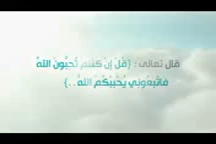 قال تعالى : {قُلْ إِنْ كُنتُمْ تُحِبُّونَ اللَّهَ
فَاتَّبِعُونِي يُحْبِبْكُمُ اللَّهُ ..}